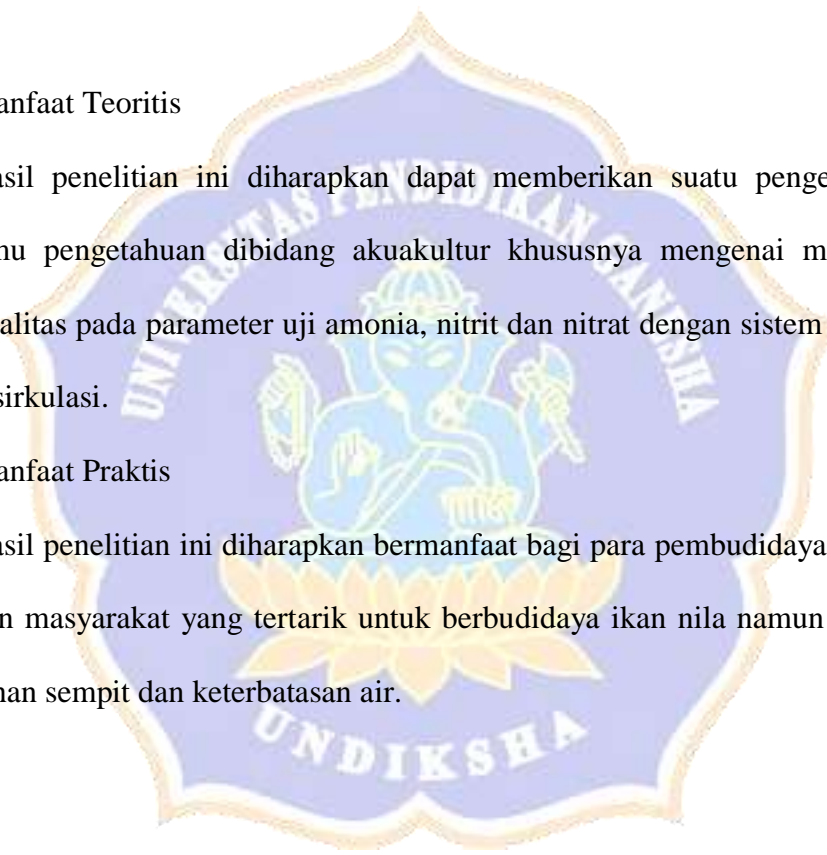 anfaat Teoritis
asil penelitian ini diharapkan dapat memberikan suatu penge
mu pengetahuan dibidang akuakultur khususnya mengenai m
alitas pada parameter uji amonia, nitrit dan nitrat dengan sistem
sirkulasi.
anfaat Praktis
asil penelitian ini diharapkan bermanfaat bagi para pembudidaya
n masyarakat yang tertarik untuk berbudidaya ikan nila namun
han sempit dan keterbatasan air.
UNIVERSITAS PENDIDIKAN GANESHA
UNDIKSHA